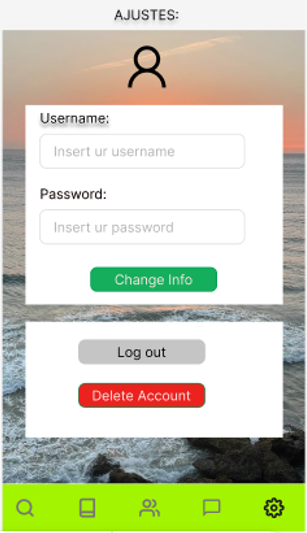 AJUSTES:
Username:
Insert ur username
Password:
Insert ur password
Change Info
Log out
Delete Account